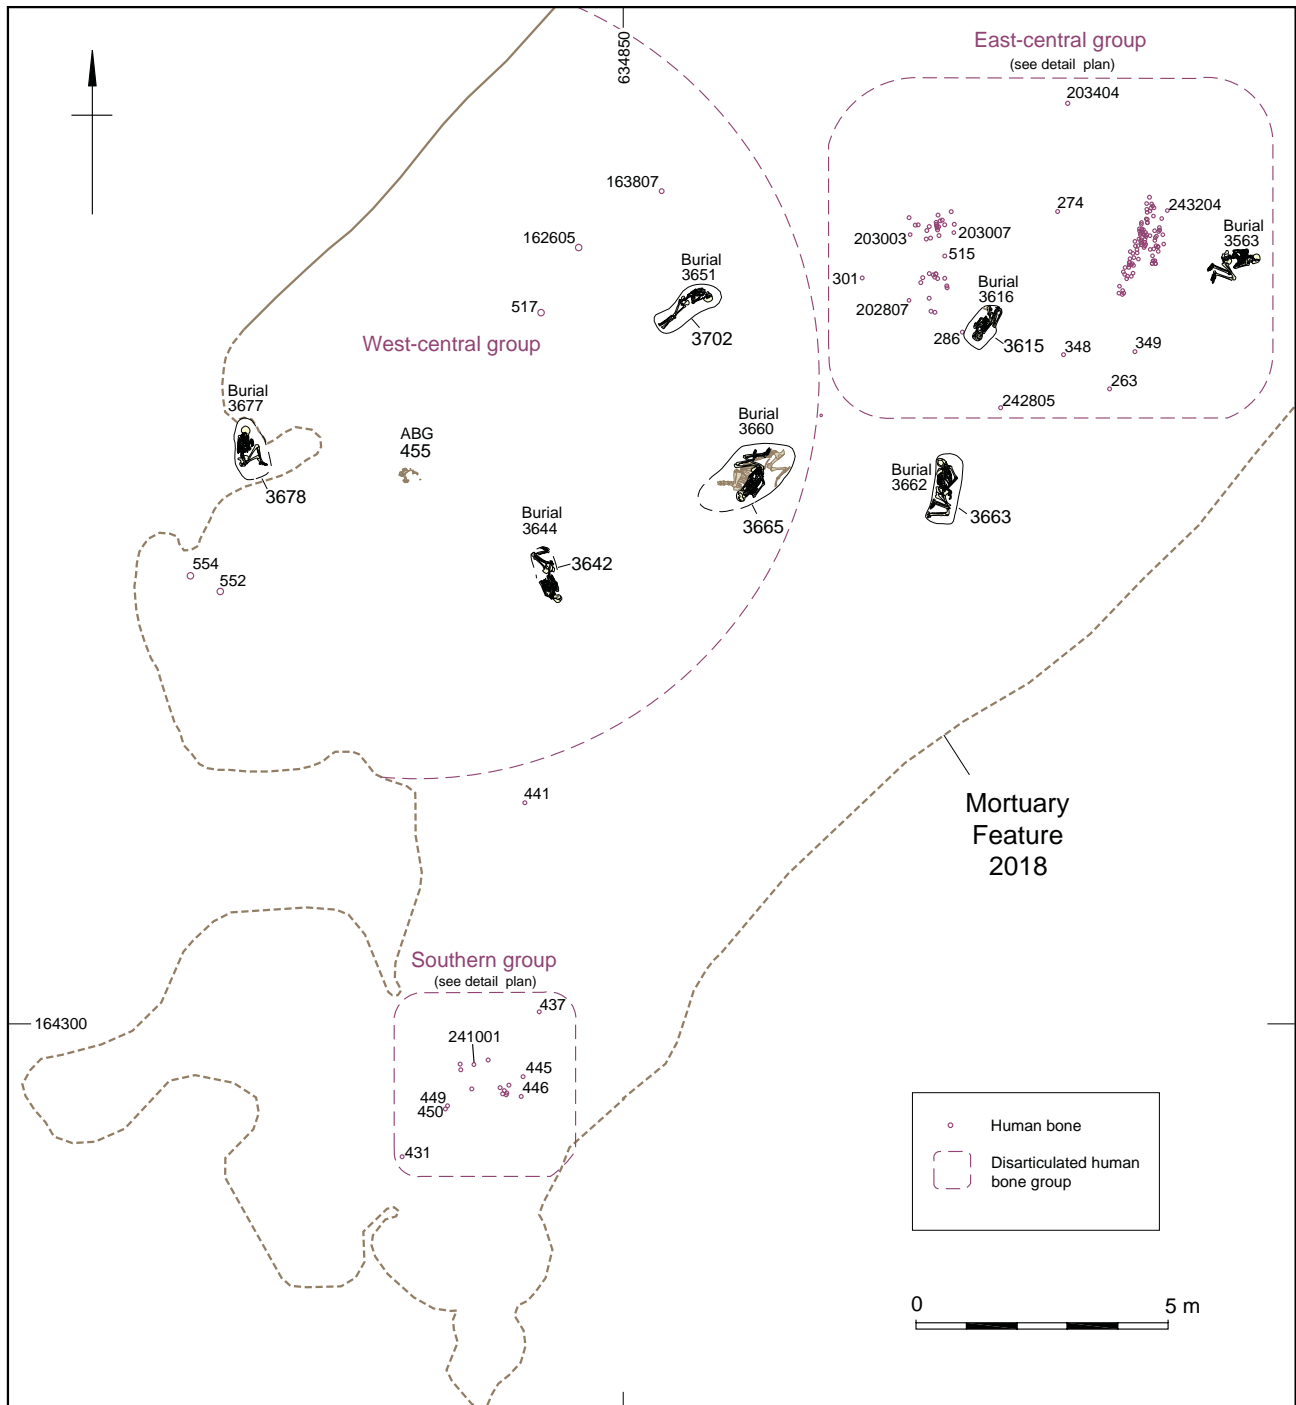 634850
East-central group
(see detail plan)
203404
163807
274
243204
203003
203007
Burial
3563
162605
515
Burial
3651
301
Burial
3616
202807
517
3702
286
3615
West-central group
348
349
263
Burial
3677
242805
ABG
455
Burial
3660
Burial
3662
3678
3665
3663
Burial
3644
3642
554
552
441
Mortuary
Feature
2018
Southern group
(see detail plan)
437
164300
241001
445
446
449
450
431
Human bone
Disarticulated human
bone group
0
5 m